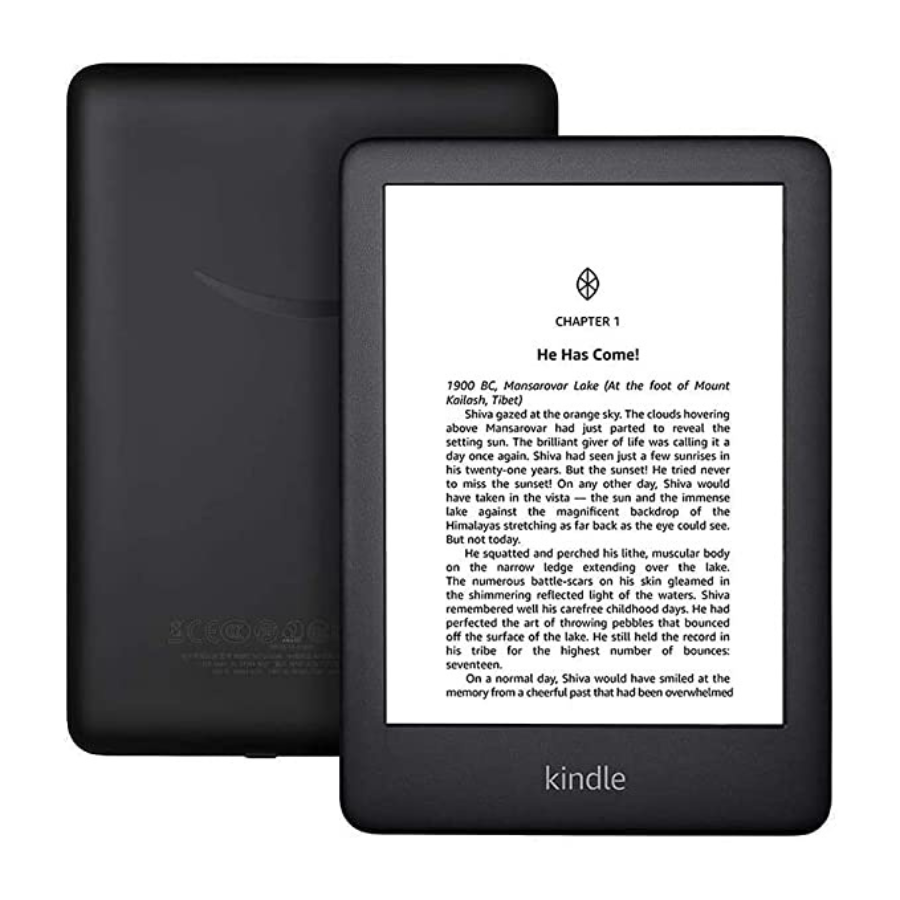 CHAPTER 1
He Has Come!
1900 BC, Mansarovar Lake (At the foot of Mount
Kailash, Tibet)
Shiva gazed at the orange sky. The clouds hovering
above Mansarovar had just parted to reveal the
setting sun. The brilliant giver of life was calling it a
day once again. Shiva had seen just a few sunrises in
his twenty-one years. But the sunset! He tried never
to miss the sunset! On any other day, Shiva would
have taken in the vista — the sun and the immense
lake against the magnificent backdrop of the
Himalayas stretching as far back as the eye could see.
But not today.
He squatted and perched his lithe, muscular body
on the narrow ledge extending over the lake.
The numerous battle-scars on his skin gleamed in
the shimmering reflected light of the waters. Shiva
remembered well his carefree childhood days. He had
perfected the art of throwing pebbles that bounced
off the surface of the lake. He still held the record in
his tribe for the highest number of bounces:
seventeen.
On a normal day, Shiva would have smiled at the
memory from a cheerful past that had been overwhelmed
kindle